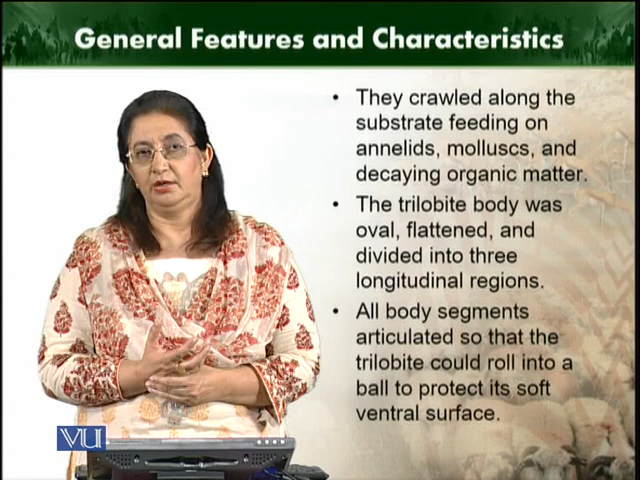 General Features and Characteristics
• They crawled along the
substrate feeding on
annelids, molluscs, and
decaying organic matter.
• The trilobite body was
oval, flattened, and
divided into three
longitudinal regions.
• All body segments
articulated so that the
trilobite could roll into a
ball to protect its soft
ventral surface.
VU